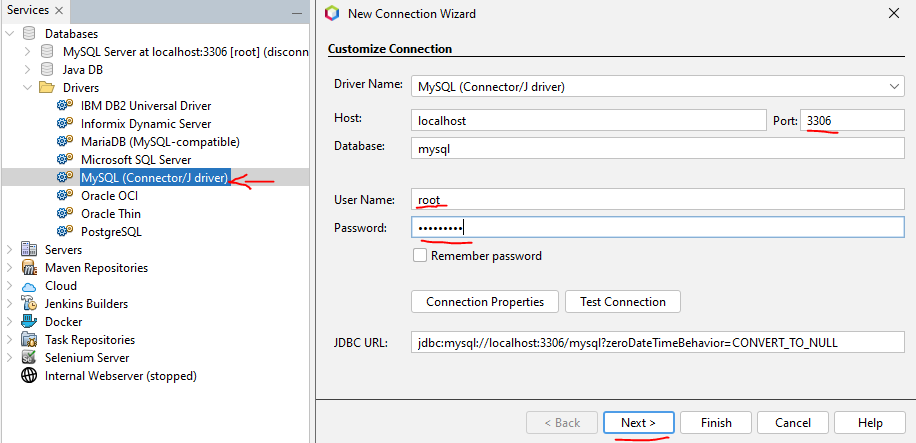 Services
Databases
MySQL Server at localhost:3306 [root] (disconn
Java DB
Drivers
IBM DB2 Universal Driver
Informix Dynamic Server
MariaDB (MySQL-compatible)
Microsoft SQL Server
MySQL (Connector/J driver)
Oracle OCI
Oracle Thin
PostgreSQL
Servers
Maven Repositories
Cloud
Jenkins Builders
Docker
Task Repositories
Selenium Server
Internal Webserver (stopped)
New Connection Wizard
Customize Connection
Driver Name: MySQL (Connector/J driver)
Host: localhost Port: 3306
Database: mysql
User Name: root
Password: •••••••••
Remember password
Connection Properties Test Connection
JDBC URL: jdbc:mysql://localhost:3306/mysql?zeroDateTimeBehavior=CONVERT_TO_NULL
< Back Next > Finish Cancel Help